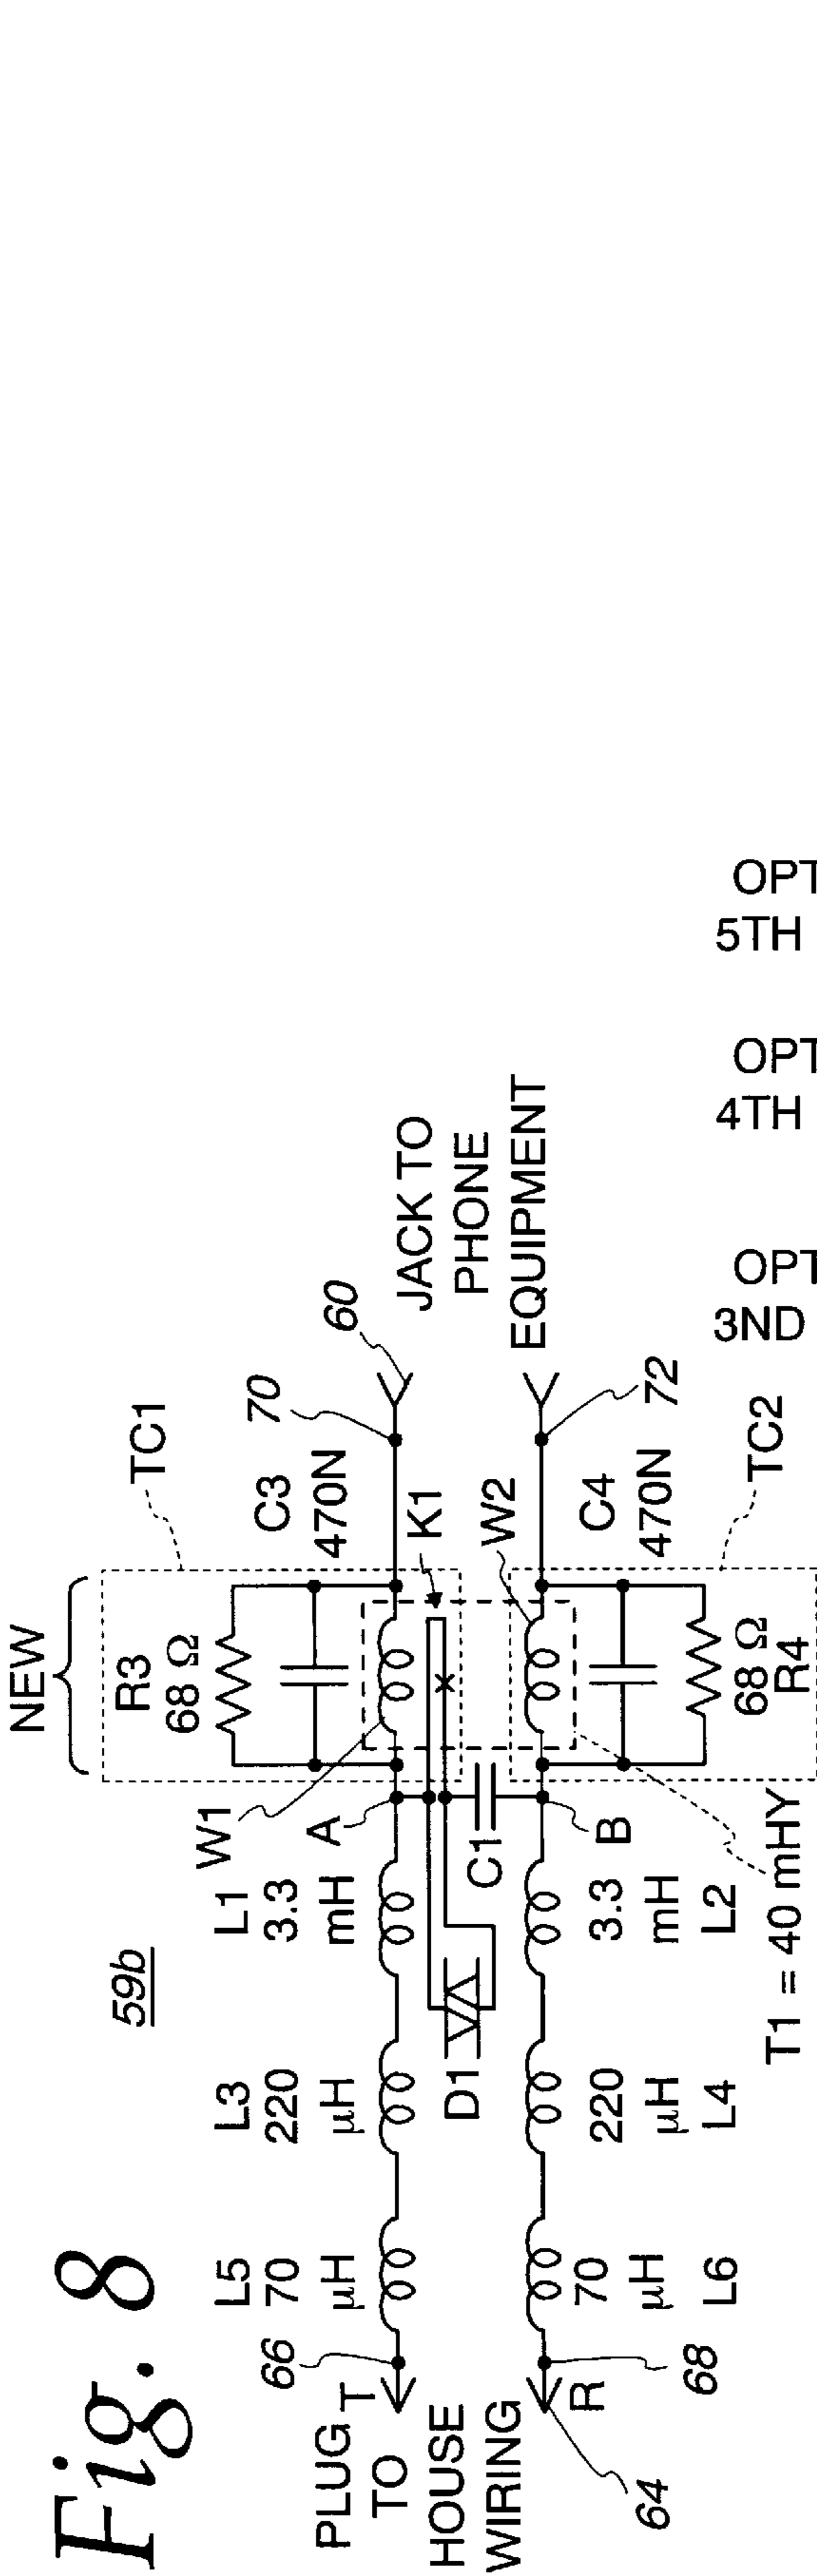 Fig. 8
59b
NEW
TC1
R3
68 Ω
C3
470N
70
60
W1
K1
A
L5
70
μH
L3
220
μH
L1
3.3
mH
66
PLUG T
TO
HOUSE
WIRING
R
64
68
D1
C1
B
W2
JACK TO
PHONE
EQUIPMENT
72
70
μH
L6
220
μH
L4
3.3
mH
L2
C4
470N
68 Ω
R4
TC2
T1 = 40 mHY
3ND
OPT
4TH
OPT
5TH
OPT